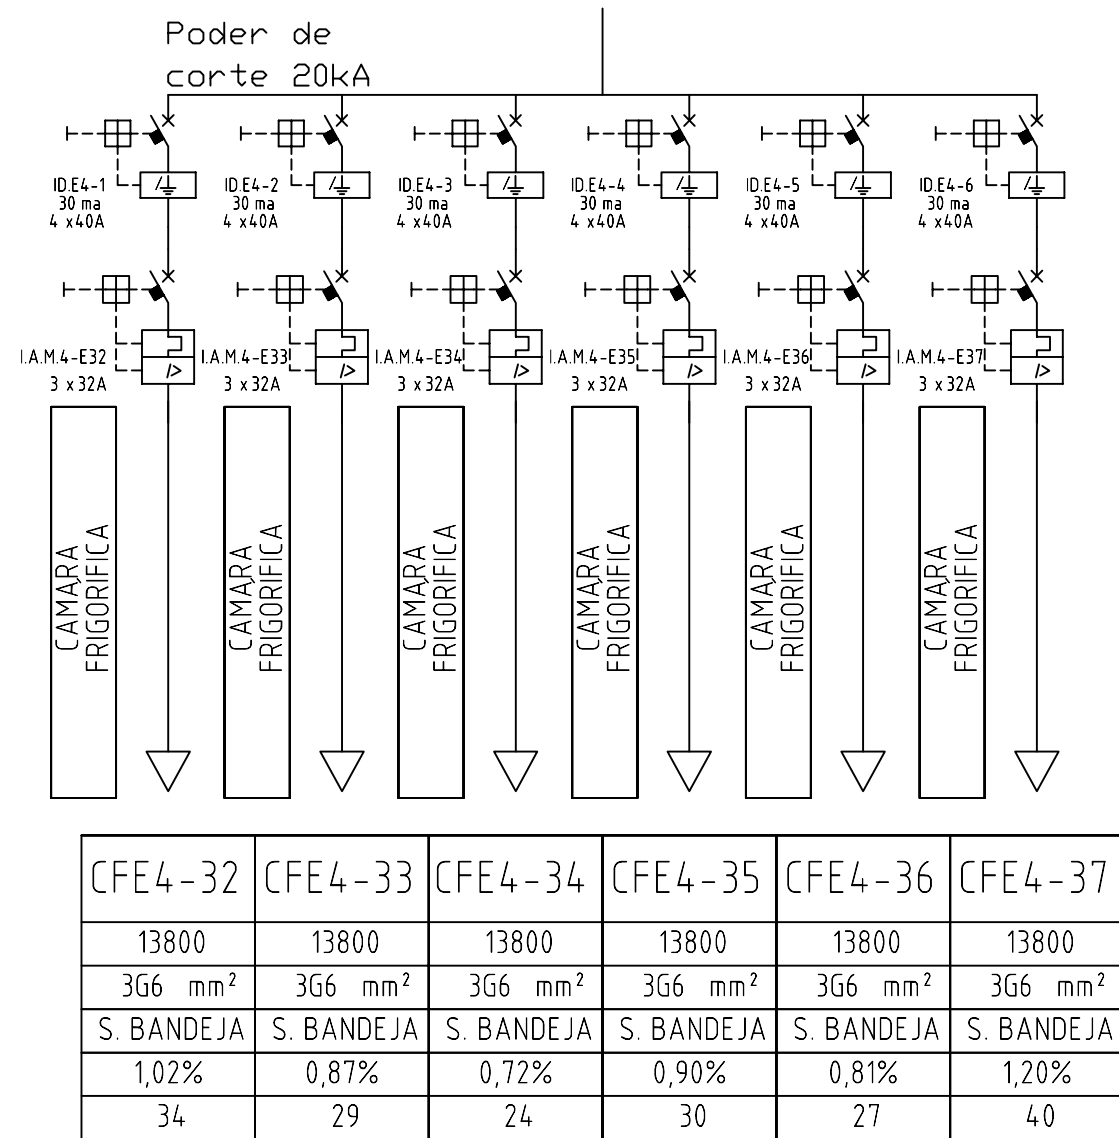 Poder de
corte 20kA
ID.E4-1
30 ma
4 x40A
ID.E4-2
30 ma
4 x40A
ID.E4-3
30 ma
4 x40A
ID.E4-4
30 ma
4 x40A
ID.E4-5
30 ma
4 x40A
ID.E4-6
30 ma
4 x40A
I.A.M.4-E32
3 x32A
I.A.M.4-E33
3 x32A
I.A.M.4-E34
3 x32A
I.A.M.4-E35
3 x32A
I.A.M.4-E36
3 x32A
I.A.M.4-E37
3 x32A
I>
I>
I>
I>
I>
I>
CAMARA
FRIGORIFICA
CAMARA
FRIGORIFICA
CAMARA
FRIGORIFICA
CAMARA
FRIGORIFICA
CAMARA
FRIGORIFICA
CAMARA
FRIGORIFICA
CFE4-32 CFE4-33 CFE4-34 CFE4-35 CFE4-36 CFE4-37
13800 13800 13800 13800 13800 13800
3G6 mm² 3G6 mm² 3G6 mm² 3G6 mm² 3G6 mm² 3G6 mm²
S. BANDEJA S. BANDEJA S. BANDEJA S. BANDEJA S. BANDEJA S. BANDEJA
1,02% 0,87% 0,72% 0,90% 0,81% 1,20%
34 29 24 30 27 40